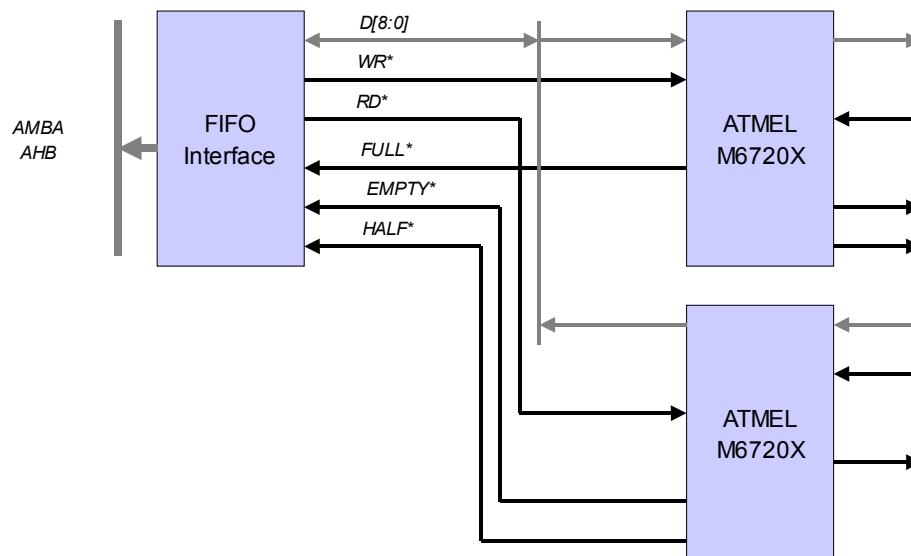 D[8:0]
WR*
RD*
FULL*
EMPTY*
HALF*
AMBA
AHB
FIFO
Interface
ATMEL
M6720X
ATMEL
M6720X